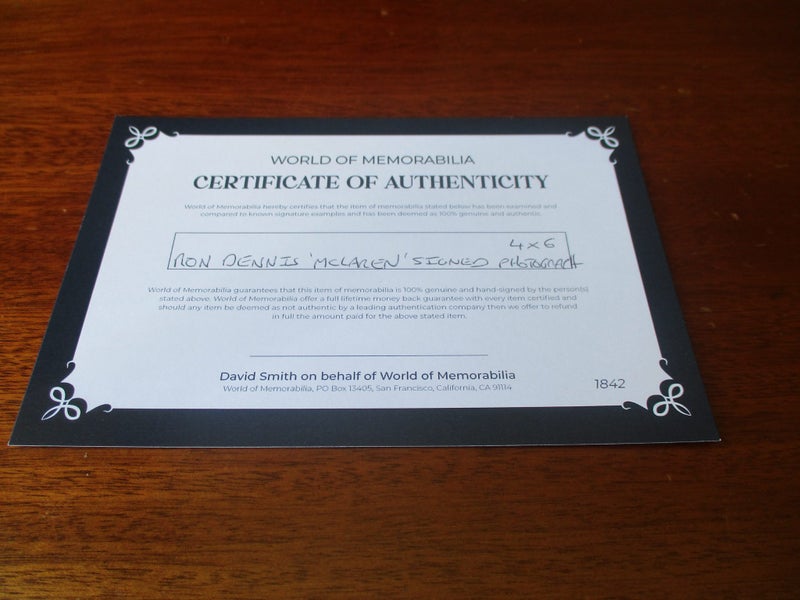 WORLD OF MEMORABILIA
CERTIFICATE OF AUTHENTICITY
World of Memorabilia hereby certifies that the item of memorabilia stated below has been examined and
compared to known signature examples and has been deemed as 100% genuine and authentic.
4x6
RON DENNIS 'MCLAREN' SIGNED PHOTOGRAPH
World of Memorabilia guarantees that this item of memorabilia is 100% genuine and hand-signed by the person(s)
stated above. World of Memorabilia offer a full lifetime money back guarantee with every item certified and
should any item be deemed as not authentic by a leading authentication company then we offer to refund
in full the amount paid for the above stated item.
David Smith on behalf of World of Memorabilia
World of Memorabilia, PO Box 13405, San Francisco, California, CA 91114
1842